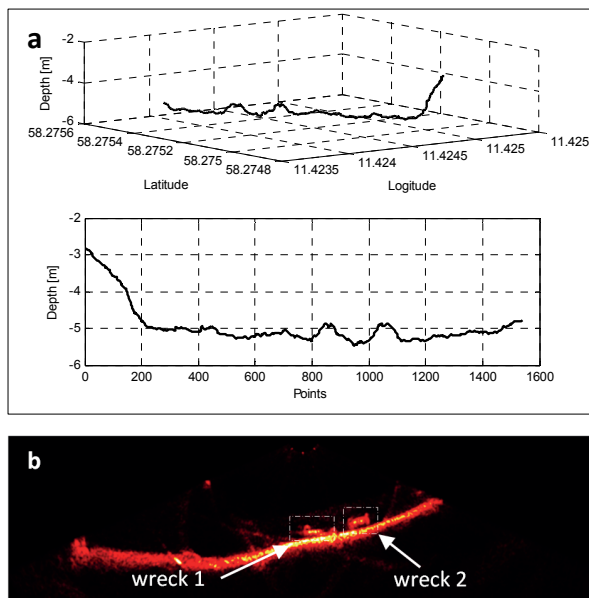 a
-2
-4
-6
Depth [m]
58.2756
58.2754
58.2752
58.275
58.2748
Latitude
11.4235
11.424
11.4245
11.425
11.425
Logitude
-2
-3
-4
-5
-6
Depth [m]
0 200 400 600 800 1000 1200 1400 1600
Points
b
wreck 1
wreck 2